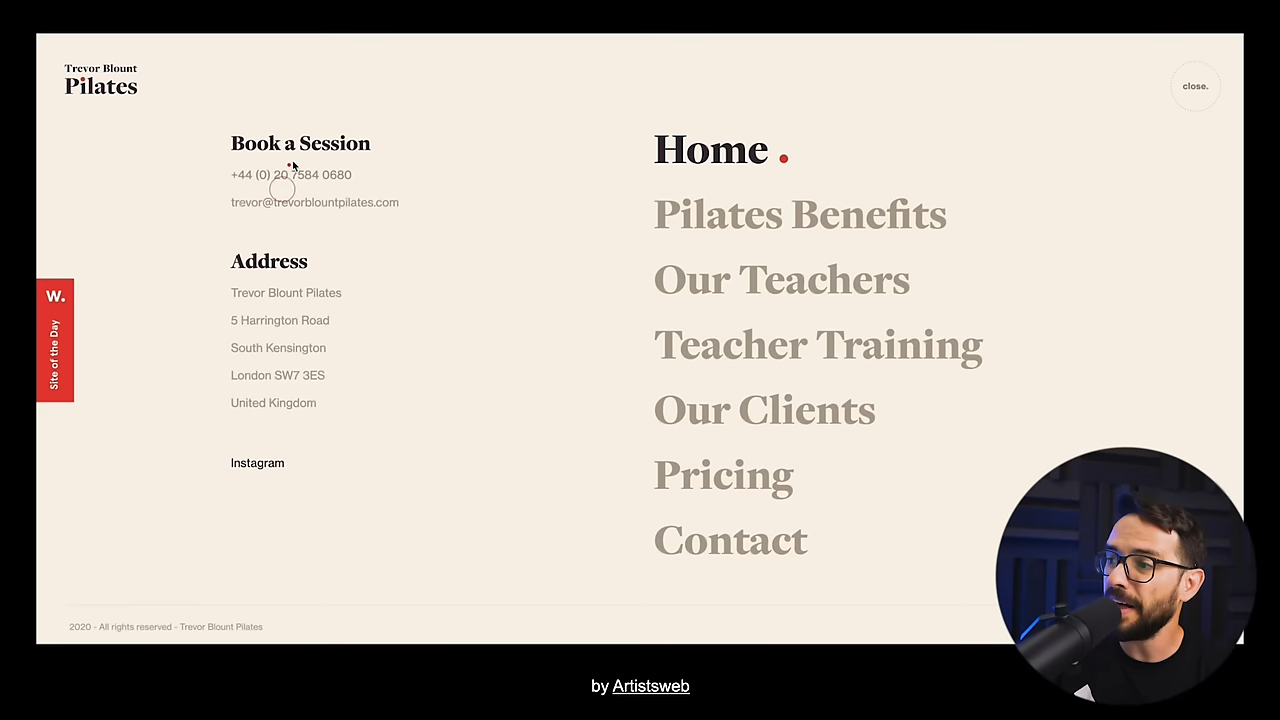 Trevor Blount
Pilates
close.
Book a Session
+44 (0) 20 7584 0680
trevor@trevorblountpilates.com
Address
Trevor Blount Pilates
5 Harrington Road
South Kensington
London SW7 3ES
United Kingdom
Instagram
Home .
Pilates Benefits
Our Teachers
Teacher Training
Our Clients
Pricing
Contact
W.
Site of the Day
2020 - All rights reserved - Trevor Blount Pilates
by Artistsweb